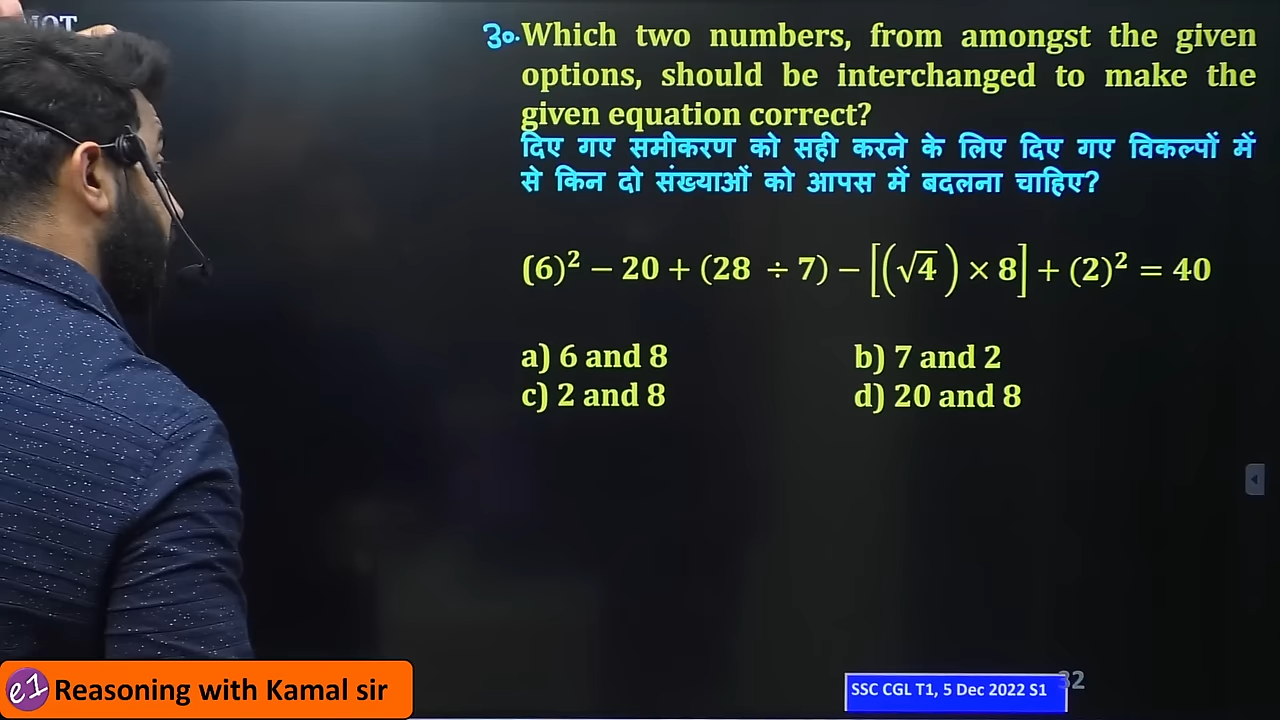 30. Which two numbers, from amongst the given
options, should be interchanged to make the
given equation correct?
दिए गए समीकरण को सही करने के लिए दिए गए विकल्पों में
से किन दो संख्याओं को आपस में बदलना चाहिए?
(6)² − 20 + (28 ÷ 7) − [(√4) × 8] + (2)² = 40
a) 6 and 8
b) 7 and 2
c) 2 and 8
d) 20 and 8
e1 Reasoning with Kamal sir
SSC CGL T1, 5 Dec 2022 S1
32